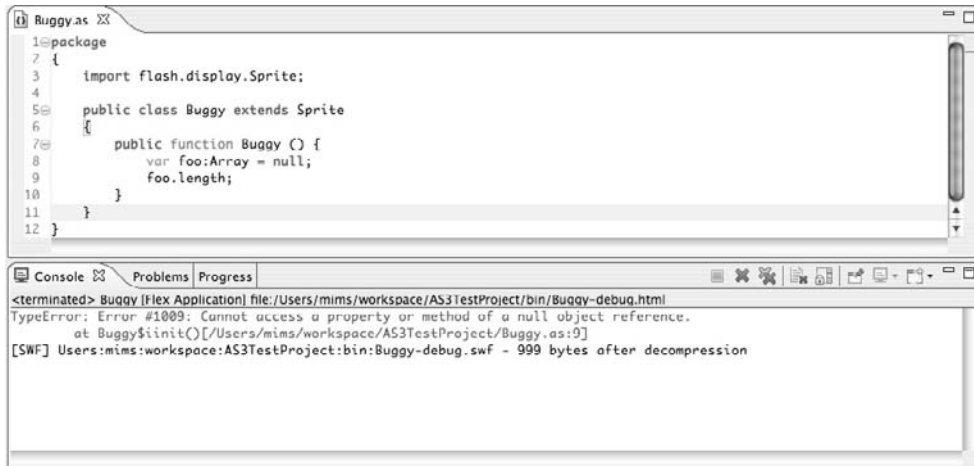 Buggy.as
1 package
2 {
3     import flash.display.Sprite;
4
5     public class Buggy extends Sprite
6     {
7         public function Buggy () {
8             var foo:Array = null;
9             foo.length;
10         }
11     }
12 }
Console Problems Progress
<terminated> Buggy [Flex Application] file:/Users/mims/workspace/AS3TestProject/bin/Buggy-debug.html
TypeError: Error #1009: Cannot access a property or method of a null object reference.
at Buggy$iinit()[/Users/mims/workspace/AS3TestProject/Buggy.as:9]
[SWF] Users:mims:workspace:AS3TestProject:bin:Buggy-debug.swf - 999 bytes after decompression